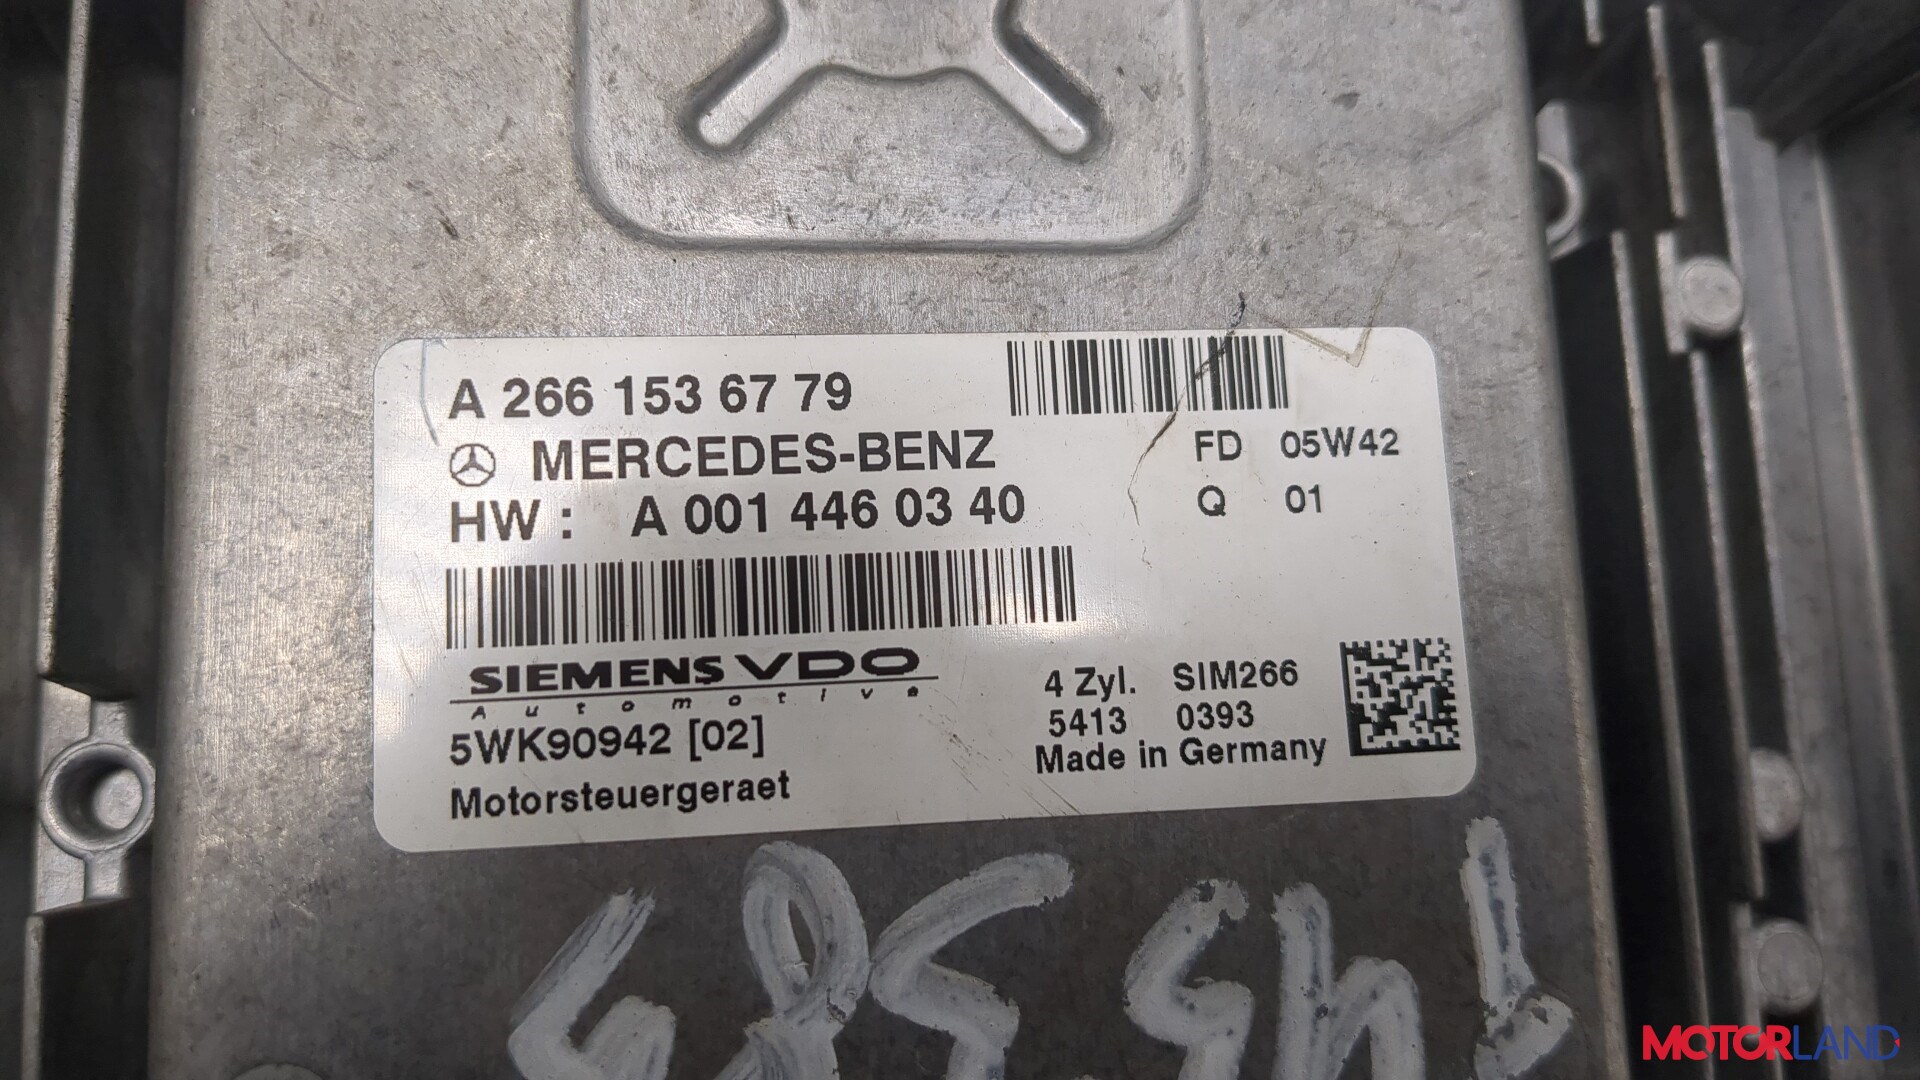 A 266 153 67 79
MERCEDES-BENZ
HW : A 001 446 03 40
FD 05W42
Q 01
SIEMENS VDO
Automotive
5WK90942 [02]
Motorsteuergeraet
4 Zyl. SIM266
5413 0393
Made in Germany
MOTORLAND